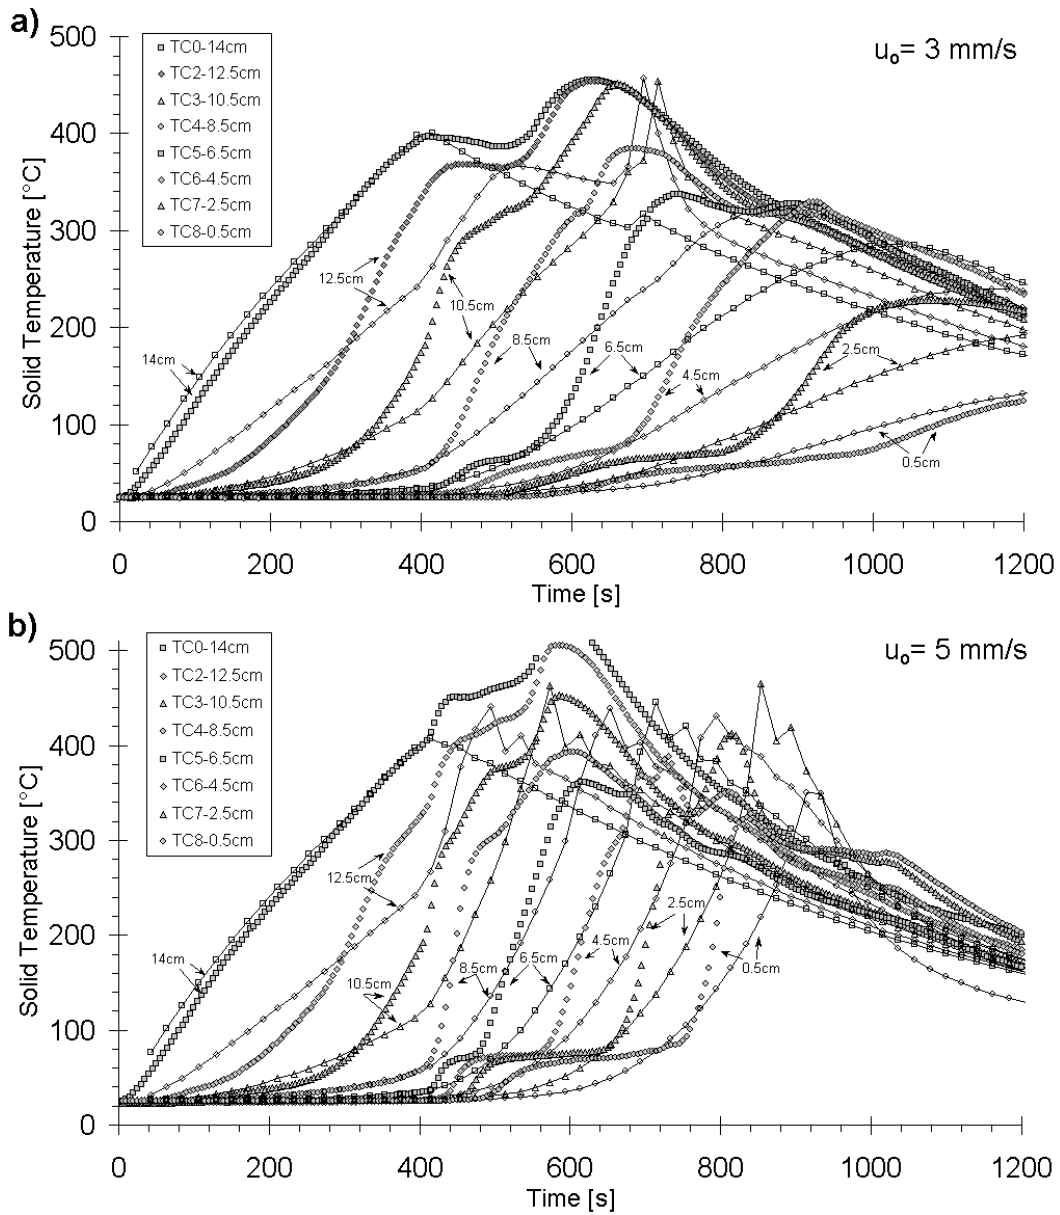 a)
500
400
300
200
100
0
Solid Temperature [°C]
TC0-14cm
TC2-12.5cm
TC3-10.5cm
TC4-8.5cm
TC5-6.5cm
TC6-4.5cm
TC7-2.5cm
TC8-0.5cm
uo= 3 mm/s
14cm
12.5cm
10.5cm
8.5cm
6.5cm
4.5cm
2.5cm
0.5cm
0 200 400 600 800 1000 1200
Time [s]
b)
500
400
300
200
100
0
Solid Temperature [°C]
TC0-14cm
TC2-12.5cm
TC3-10.5cm
TC4-8.5cm
TC5-6.5cm
TC6-4.5cm
TC7-2.5cm
TC8-0.5cm
uo= 5 mm/s
14cm
12.5cm
10.5cm
8.5cm
6.5cm
4.5cm
2.5cm
0.5cm
0 200 400 600 800 1000 1200
Time [s]